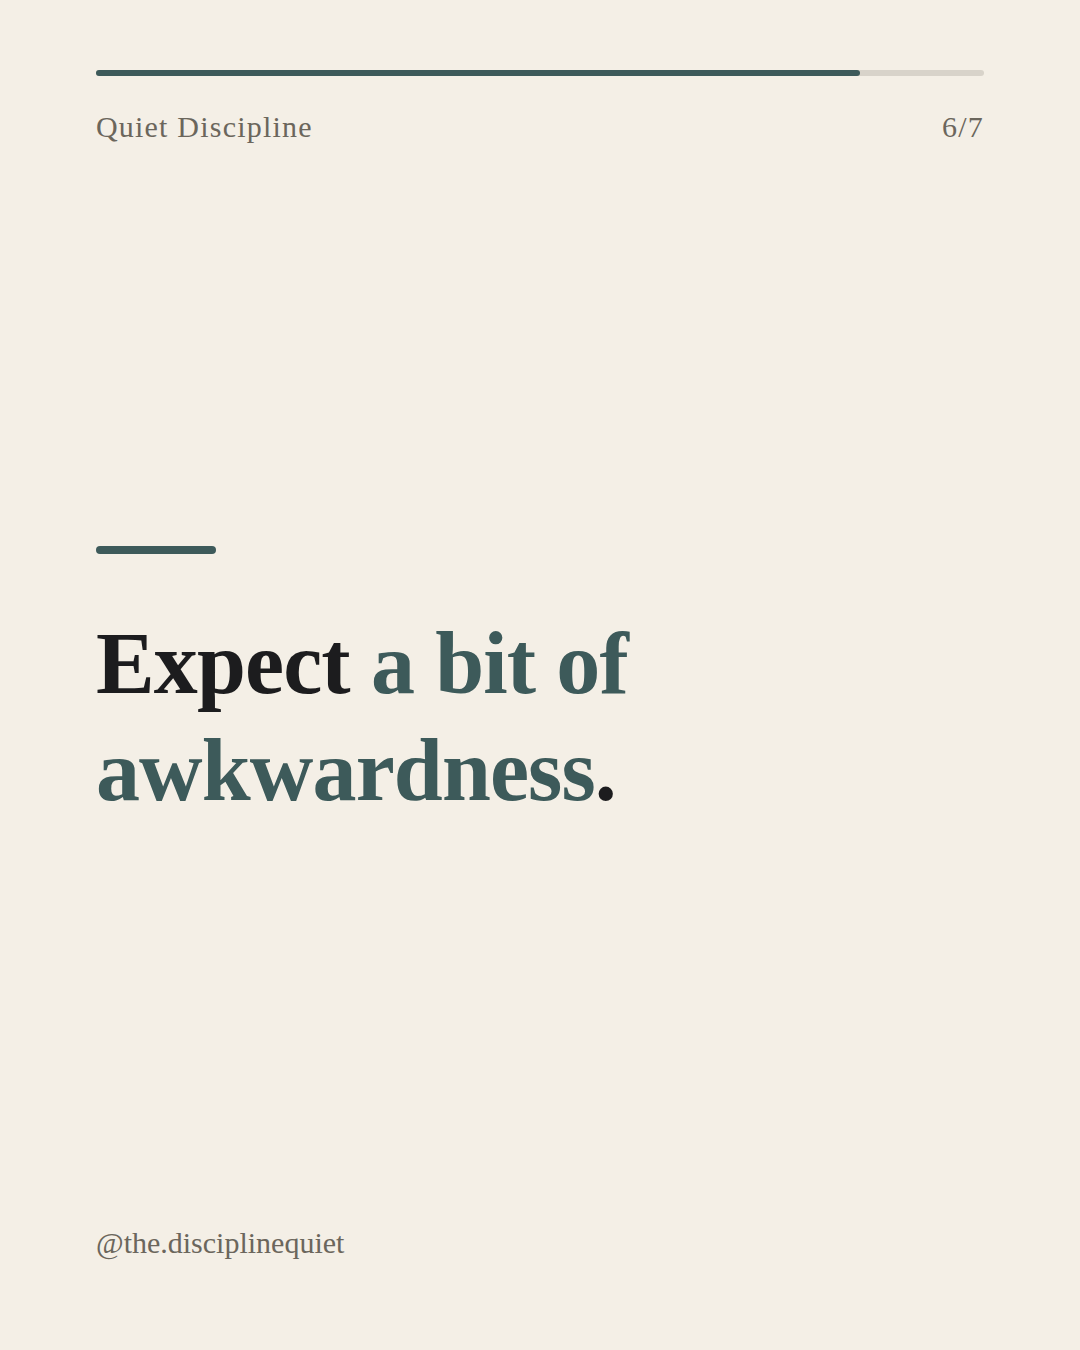 Quiet Discipline
6/7
Expect a bit of
awkwardness.
@the.disciplinequiet